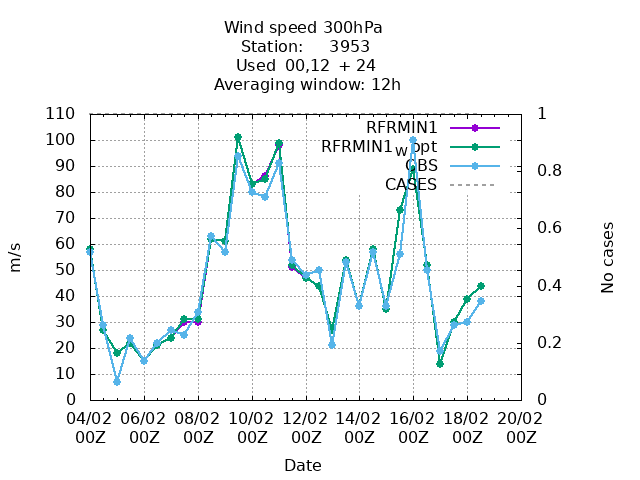 Wind speed 300hPa
Station: 3953
Used 00,12 + 24
Averaging window: 12h
110 1
RFRMIN1
100
RFRMIN1_w_opt
90 OBS
80 CASES 0.8
70
60 0.6
50
m/s No cases
40 0.4
30
20 0.2
10
0 0
04/02 06/02 08/02 10/02 12/02 14/02 16/02 18/02 20/02
00Z 00Z 00Z 00Z 00Z 00Z 00Z 00Z 00Z
Date